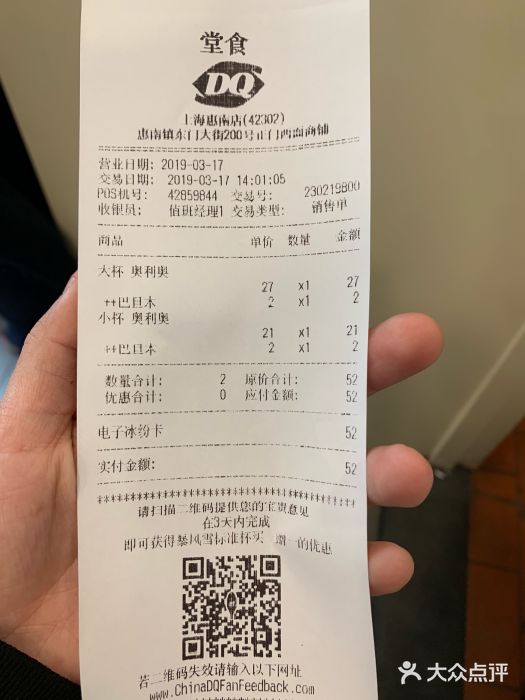 堂食
DQ
上海惠南店(42302)
惠南镇东门大街200号正门西面商铺
营业日期: 2019-03-17
交易日期: 2019-03-17 14:01:05
POS机号: 42859844 交易号: 230219800
收银员: 值班经理1 交易类型: 销售单
商品 单价 数量 金额
大杯 奥利奥
27 x1 27
++巴旦木 2 x1 2
小杯 奥利奥
21 x1 21
++巴旦木 2 x1 2
数量合计: 2 原价合计: 52
优惠合计: 0 应付金额: 52
电子冰纷卡 52
实付金额: 52
请扫描二维码提供您的宝贵意见
在3天内完成
即可获得暴风雪标准杯买 赠一的优惠
若二维码失效请输入以下网址
www.ChinaDQFanFeedback.com
大众点评